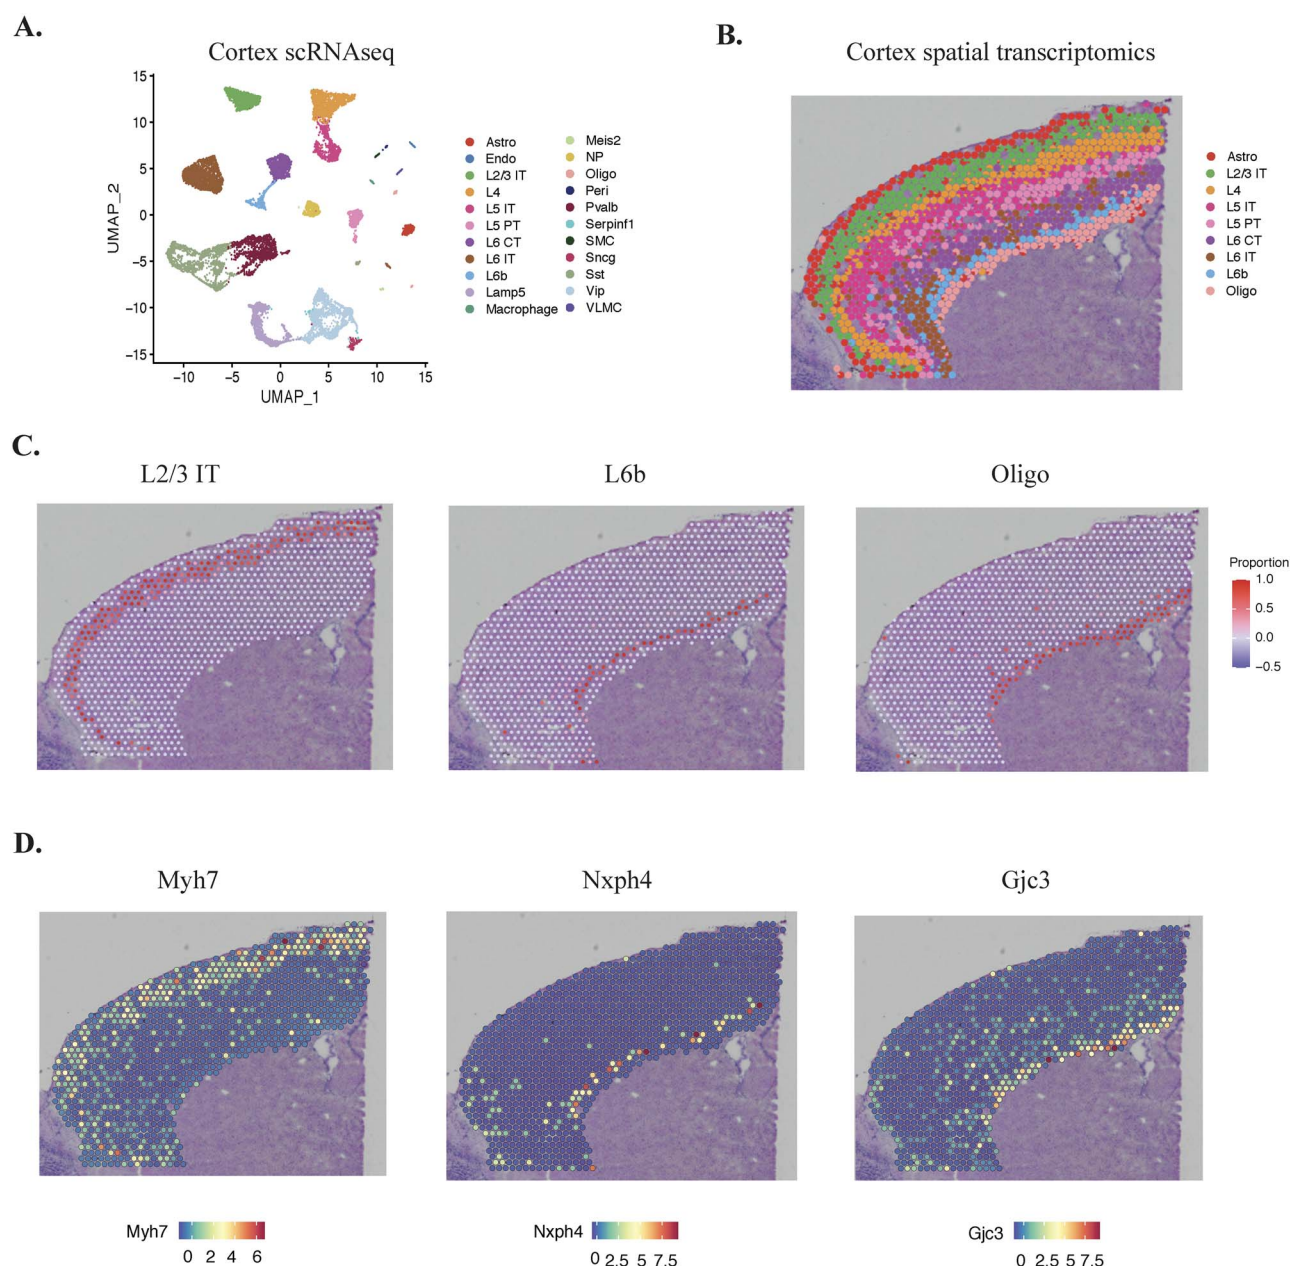 A.
Cortex scRNAseq
15
10
5
0
−5
−10
−15
UMAP_2
−10 −5 0 5 10 15
UMAP_1
Astro
Endo
L2/3 IT
L4
L5 IT
L5 PT
L6 CT
L6 IT
L6b
Lamp5
Macrophage
Meis2
NP
Oligo
Peri
Pvalb
Serpinf1
SMC
Sncg
Sst
Vip
VLMC
B.
Cortex spatial transcriptomics
Astro
L2/3 IT
L4
L5 IT
L5 PT
L6 CT
L6 IT
L6b
Oligo
C.
L2/3 IT
L6b
Oligo
Proportion
1.0
0.5
0.0
−0.5
D.
Myh7
Nxph4
Gjc3
Myh7
0 2 4 6
Nxph4
0 2.5 5 7.5
Gjc3
0 2.5 5 7.5